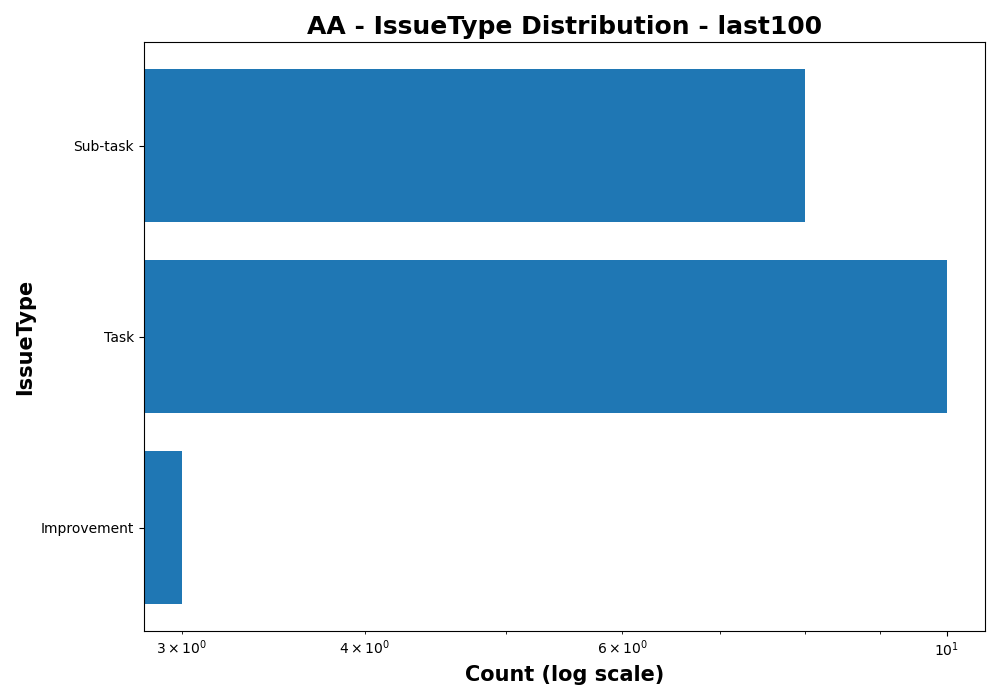 AA - IssueType Distribution - last100
IssueType
Sub-task
Task
Improvement
3 × 10⁰
4 × 10⁰
6 × 10⁰
10¹
Count (log scale)